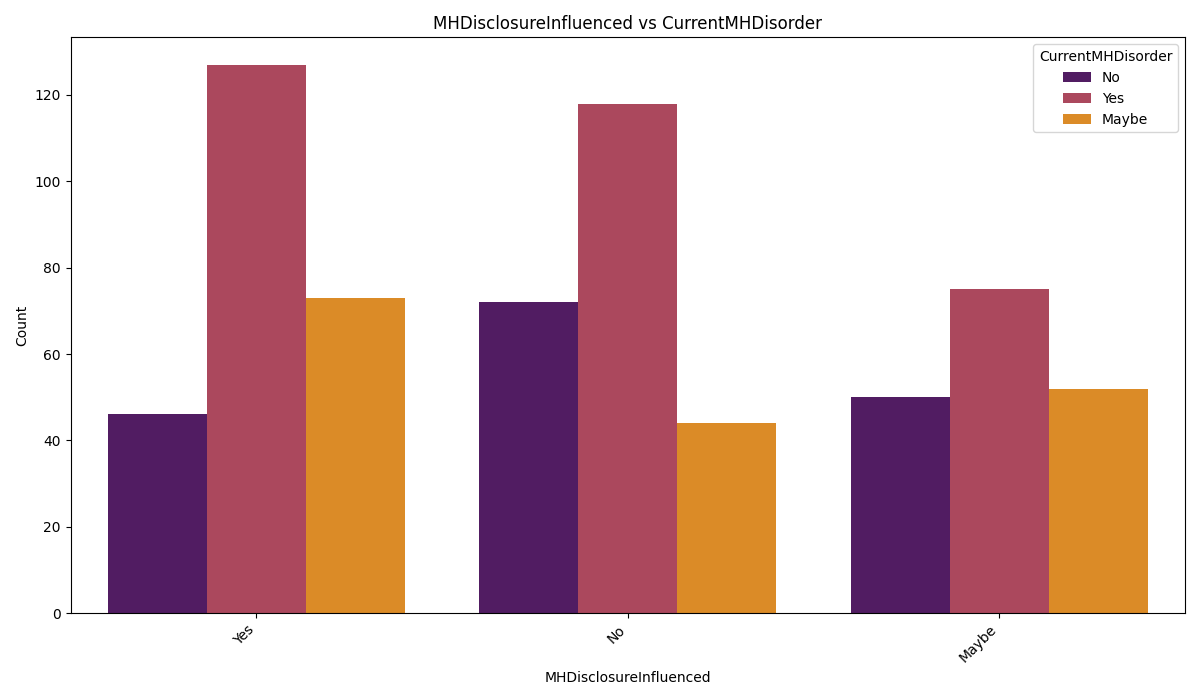 MHDisclosureInfluenced vs CurrentMHDisorder
CurrentMHDisorder
No
Yes
Maybe
Count
120
100
80
60
40
20
0
Yes
No
Maybe
MHDisclosureInfluenced